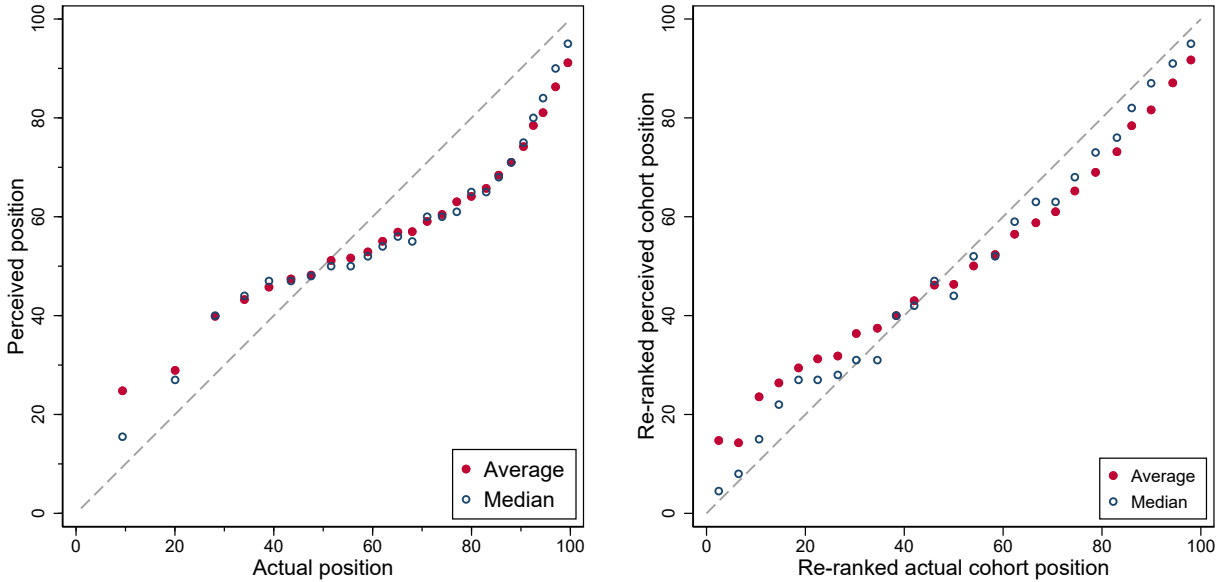 Perceived position
100
80
60
40
20
0
0 20 40 60 80 100
Actual position
Average
Median
Re-ranked perceived cohort position
100
80
60
40
20
0
0 20 40 60 80 100
Re-ranked actual cohort position
Average
Median